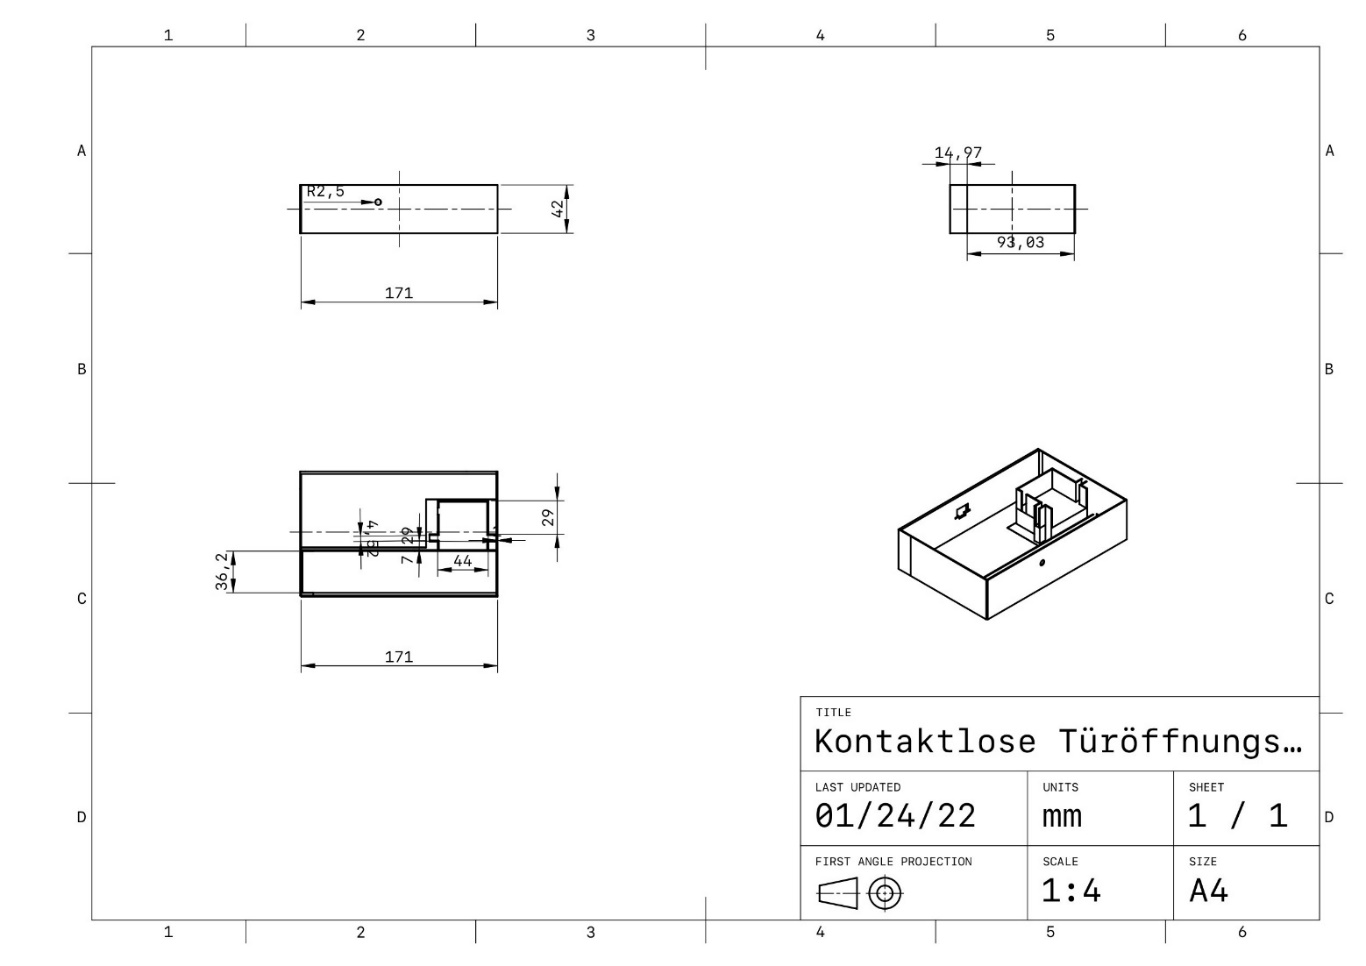 1 2 3 4 5 6
A A
14,97
R2,5
42
93,03
171
B B
29
4,52
7
29
44
36,2
C C
171
TITLE
Kontaktlose Türöffnungs…
LAST UPDATED UNITS SHEET
01/24/22 mm 1 / 1
D D
FIRST ANGLE PROJECTION SCALE SIZE
1:4 A4
1 2 3 4 5 6